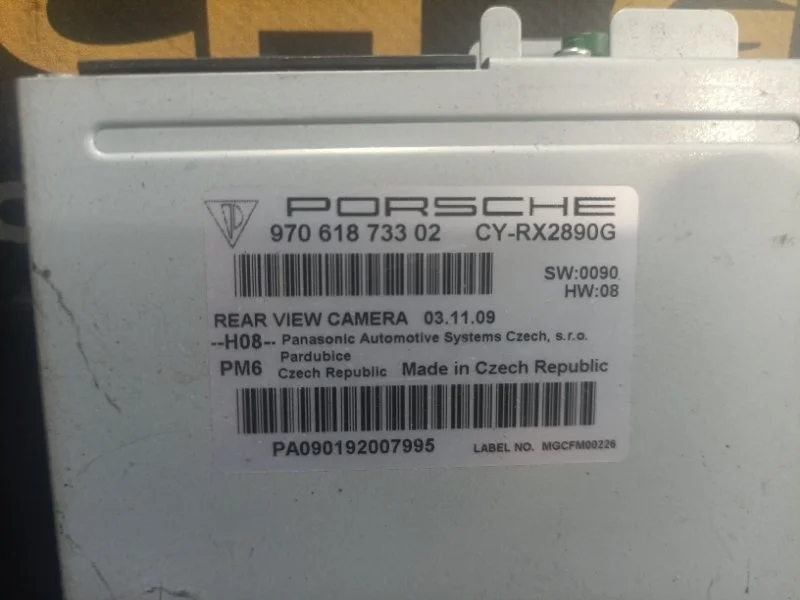 PORSCHE
970 618 733 02 CY-RX2890G
SW:0090
HW:08
REAR VIEW CAMERA 03.11.09
--H08-- Panasonic Automotive Systems Czech, s.r.o.
Pardubice
PM6 Czech Republic Made in Czech Republic
PA090192007995 LABEL NO. MGCFM00226